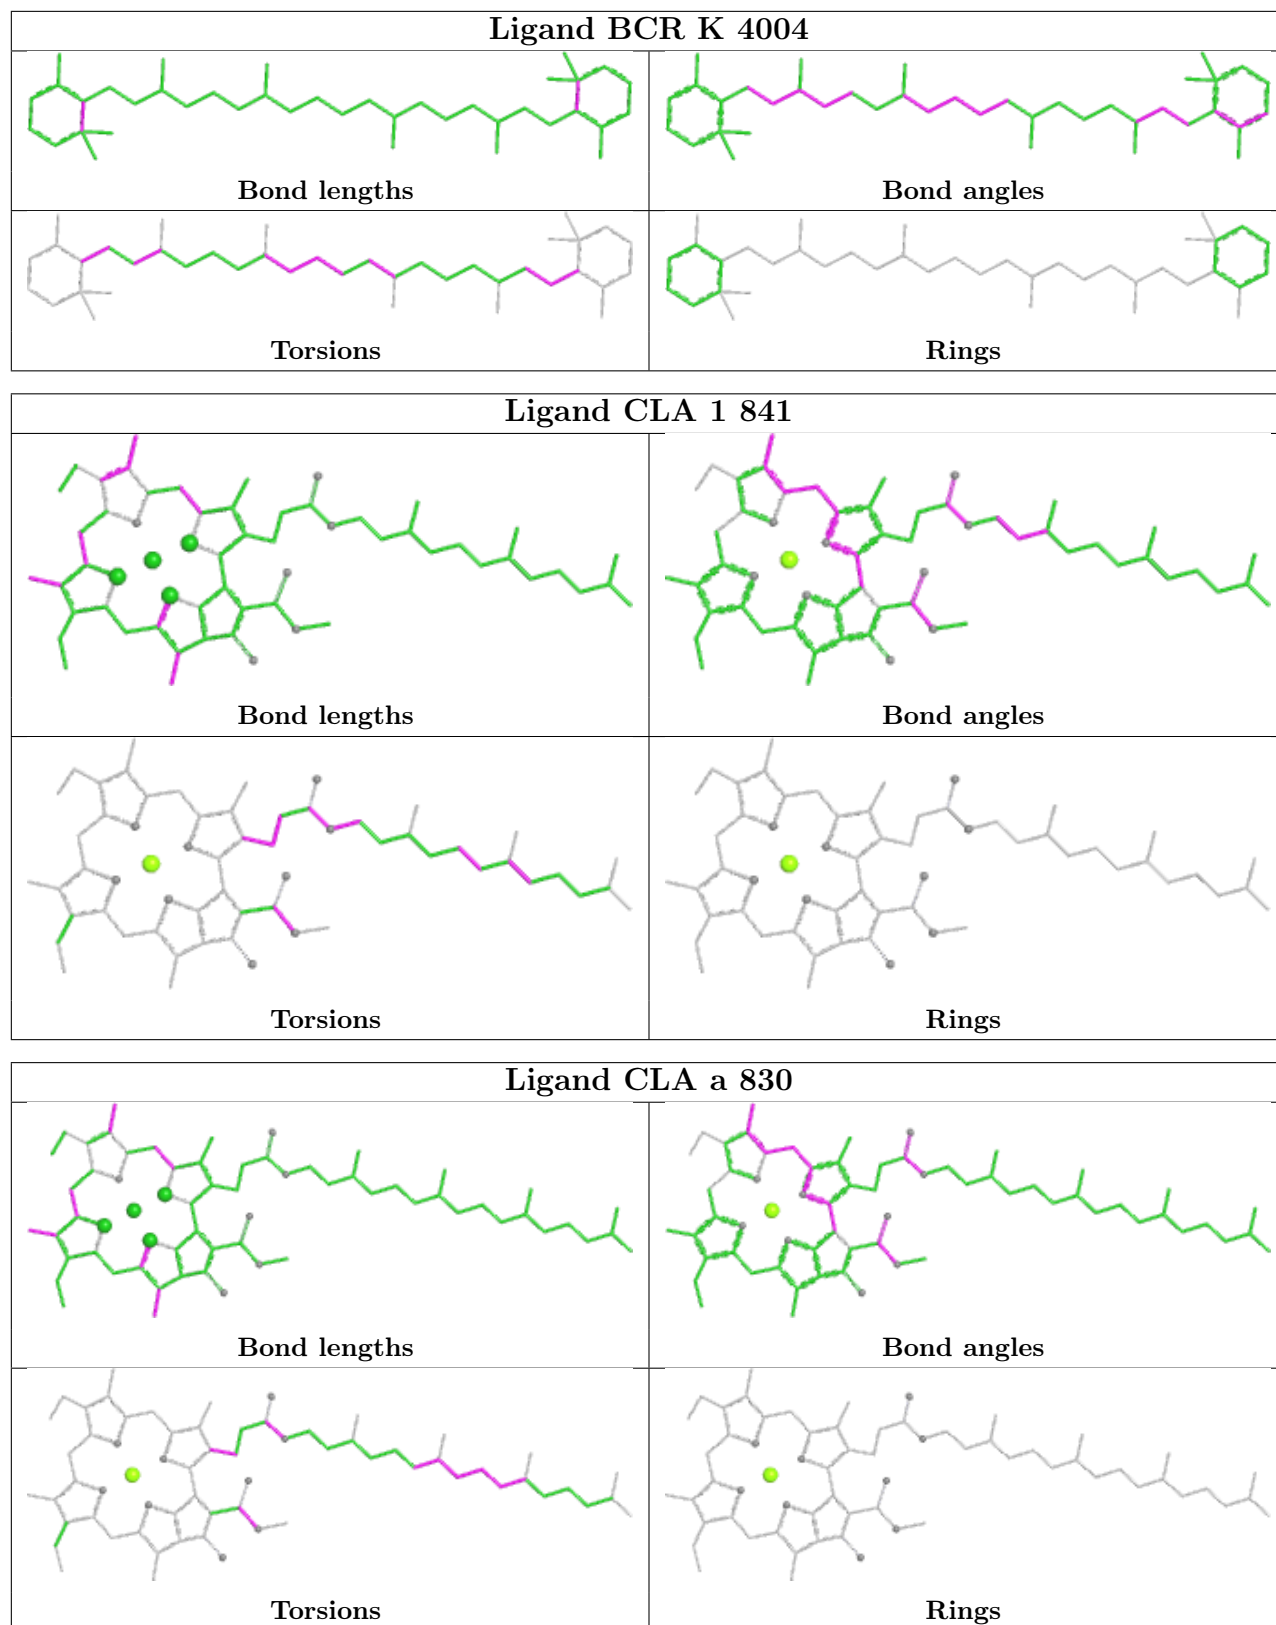 Ligand BCR K 4004
Bond lengths
Bond angles
Torsions
Rings
Ligand CLA 1 841
Bond lengths
Bond angles
Torsions
Rings
Ligand CLA a 830
Bond lengths
Bond angles
Torsions
Rings